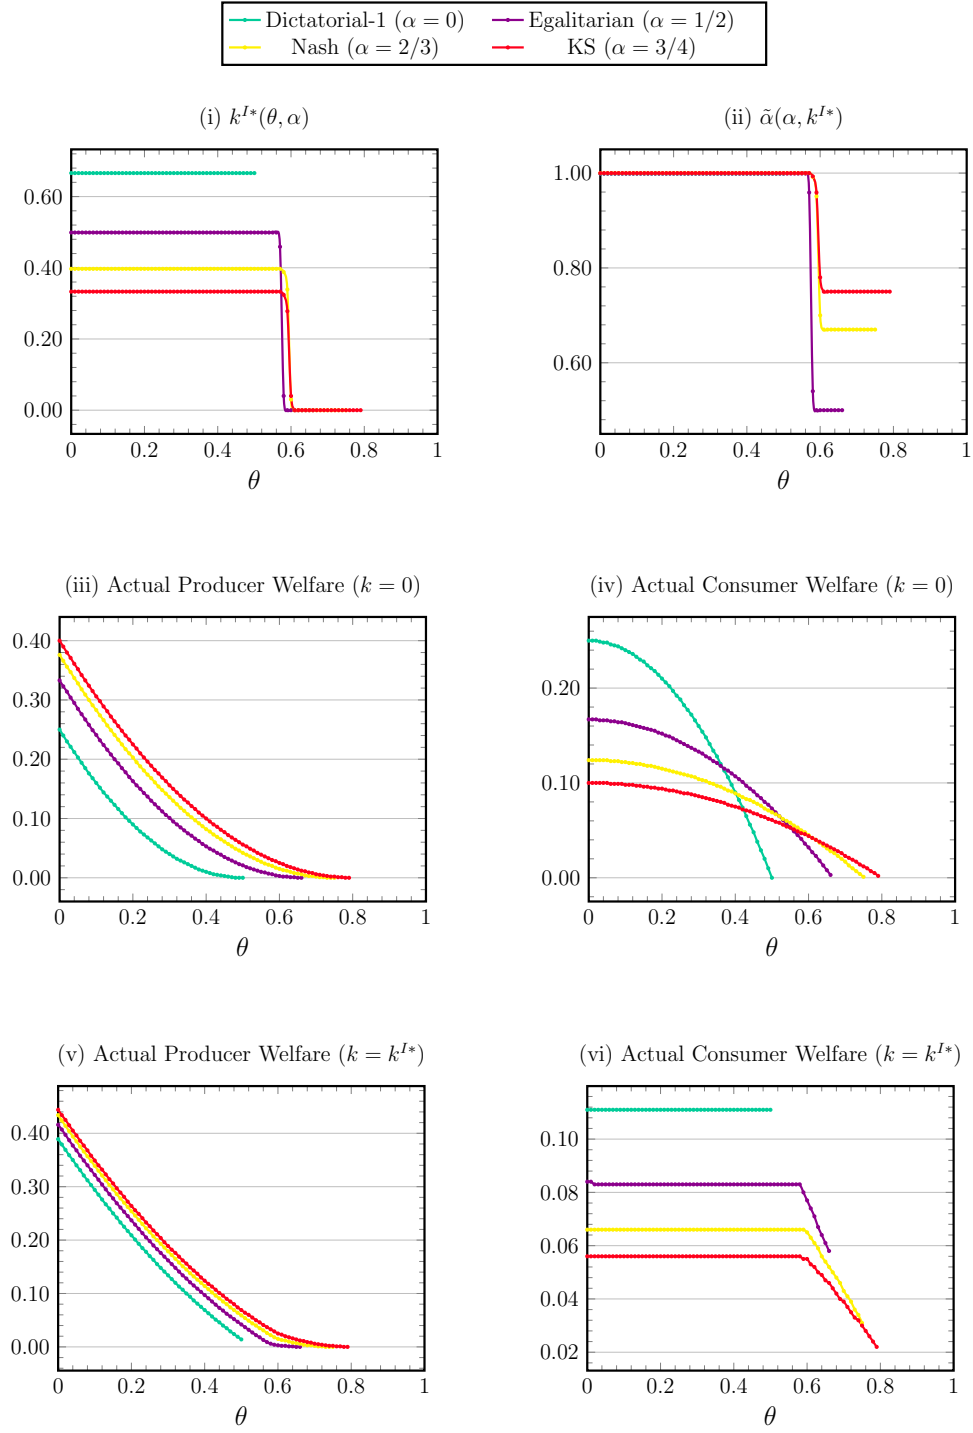 Dictatorial-1 (α = 0) Egalitarian (α = 1/2)
Nash (α = 2/3) KS (α = 3/4)
(i) k^{I*}(θ, α)
0.60
0.40
0.20
0.00
0 0.2 0.4 0.6 0.8 1
θ
(ii) α̃(α, k^{I*})
1.00
0.80
0.60
0 0.2 0.4 0.6 0.8 1
θ
(iii) Actual Producer Welfare (k = 0)
0.40
0.30
0.20
0.10
0.00
0 0.2 0.4 0.6 0.8 1
θ
(iv) Actual Consumer Welfare (k = 0)
0.20
0.10
0.00
0 0.2 0.4 0.6 0.8 1
θ
(v) Actual Producer Welfare (k = k^{I*})
0.40
0.30
0.20
0.10
0.00
0 0.2 0.4 0.6 0.8 1
θ
(vi) Actual Consumer Welfare (k = k^{I*})
0.10
0.08
0.06
0.04
0.02
0 0.2 0.4 0.6 0.8 1
θ